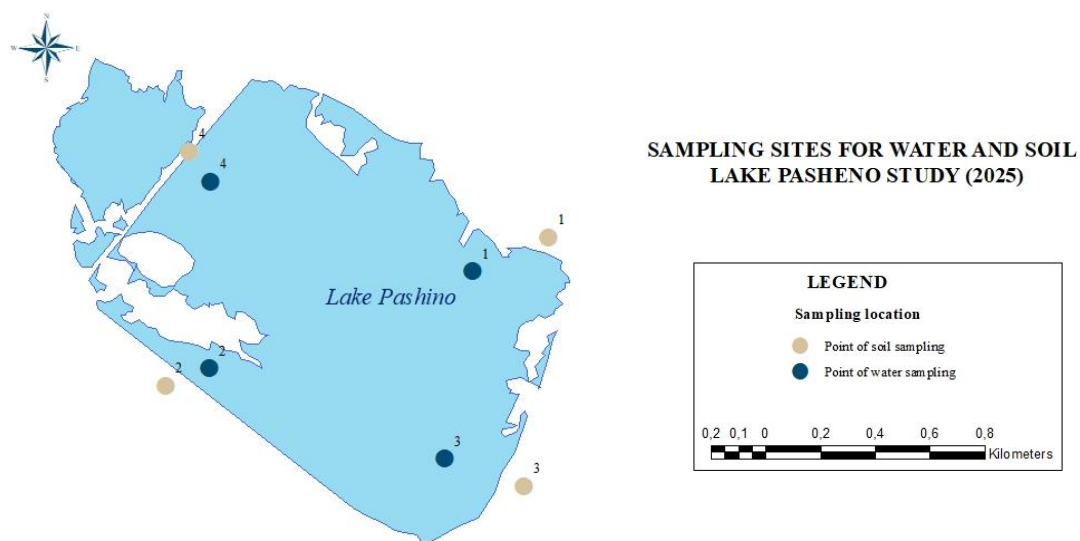 N
W E
S
SAMPLING SITES FOR WATER AND SOIL
LAKE PASHENO STUDY (2025)
4
4
1
1
Lake Pashino
2
2
3
3
LEGEND
Sampling location
Point of soil sampling
Point of water sampling
0,2 0,1 0 0,2 0,4 0,6 0,8
Kilometers